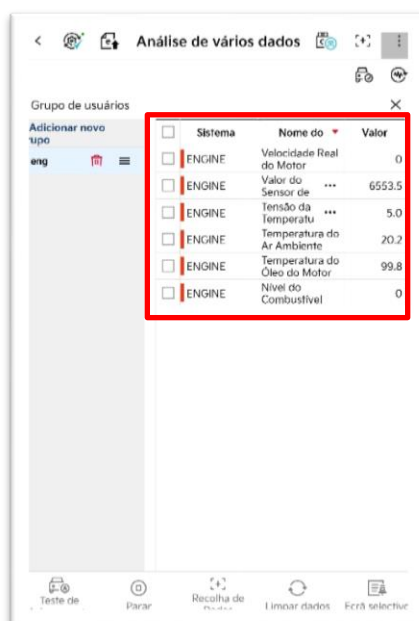 Análise de vários dados
Grupo de usuários
Adicionar novo
upo
eng
Sistema Nome do Valor
ENGINE Velocidade Real do Motor 0
ENGINE Valor do Sensor de ... 6553.5
ENGINE Tensão da Temperatu ... 5.0
ENGINE Temperatura do Ar Ambiente 20.2
ENGINE Temperatura do Óleo do Motor 99.8
ENGINE Nível do Combustível 0
Teste de
Parar
Recolha de
Limpar dados
Ecrã selective